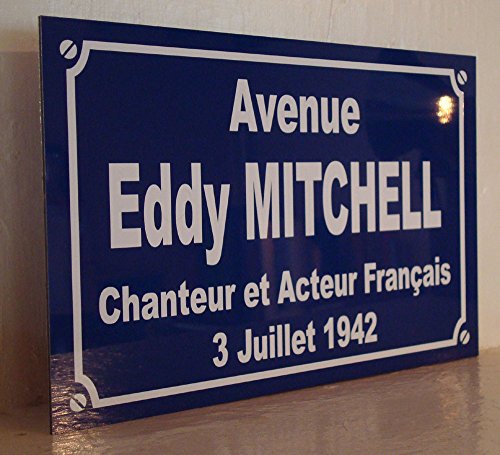 Avenue
Eddy MITCHELL
Chanteur et Acteur Français
3 Juillet 1942